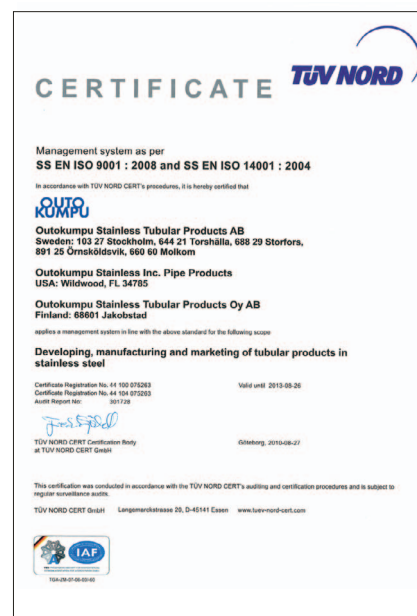 TÜV NORD
CERTIFICATE
Management system as per
SS EN ISO 9001 : 2008 and SS EN ISO 14001 : 2004
In accordance with TÜV NORD CERT's procedures, it is hereby certified that
OUTO
KUMPU
Outokumpu Stainless Tubular Products AB
Sweden: 103 27 Stockholm, 644 21 Torshälla, 688 29 Storfors,
891 25 Örnsköldsvik, 660 60 Molkom
Outokumpu Stainless Inc. Pipe Products
USA: Wildwood, FL 34785
Outokumpu Stainless Tubular Products Oy AB
Finland: 68601 Jakobstad
applies a management system in line with the above standard for the following scope
Developing, manufacturing and marketing of tubular products in
stainless steel
Certificate Registration No. 44 100 075263
Certificate Registration No. 44 104 075263
Audit Report No: 301728
Valid until 2013-08-26
TÜV NORD CERT Certification Body
at TÜV NORD CERT GmbH
Göteborg, 2010-08-27
This certification was conducted in accordance with the TÜV NORD CERT's auditing and certification procedures and is subject to
regular surveillance audits.
TÜV NORD CERT GmbH Langemarckstrasse 20, D-45141 Essen www.tuev-nord-cert.com
IAF